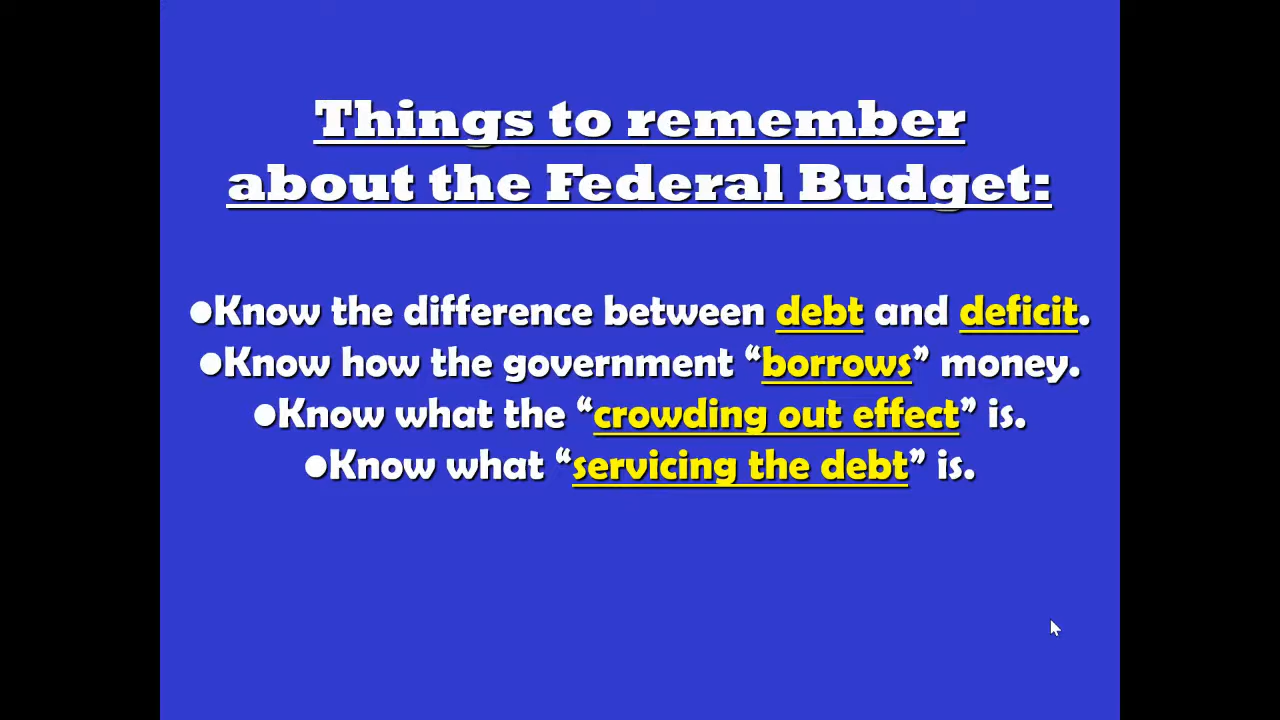 Things to remember
about the Federal Budget:
●Know the difference between debt and deficit.
●Know how the government “borrows” money.
●Know what the “crowding out effect” is.
●Know what “servicing the debt” is.